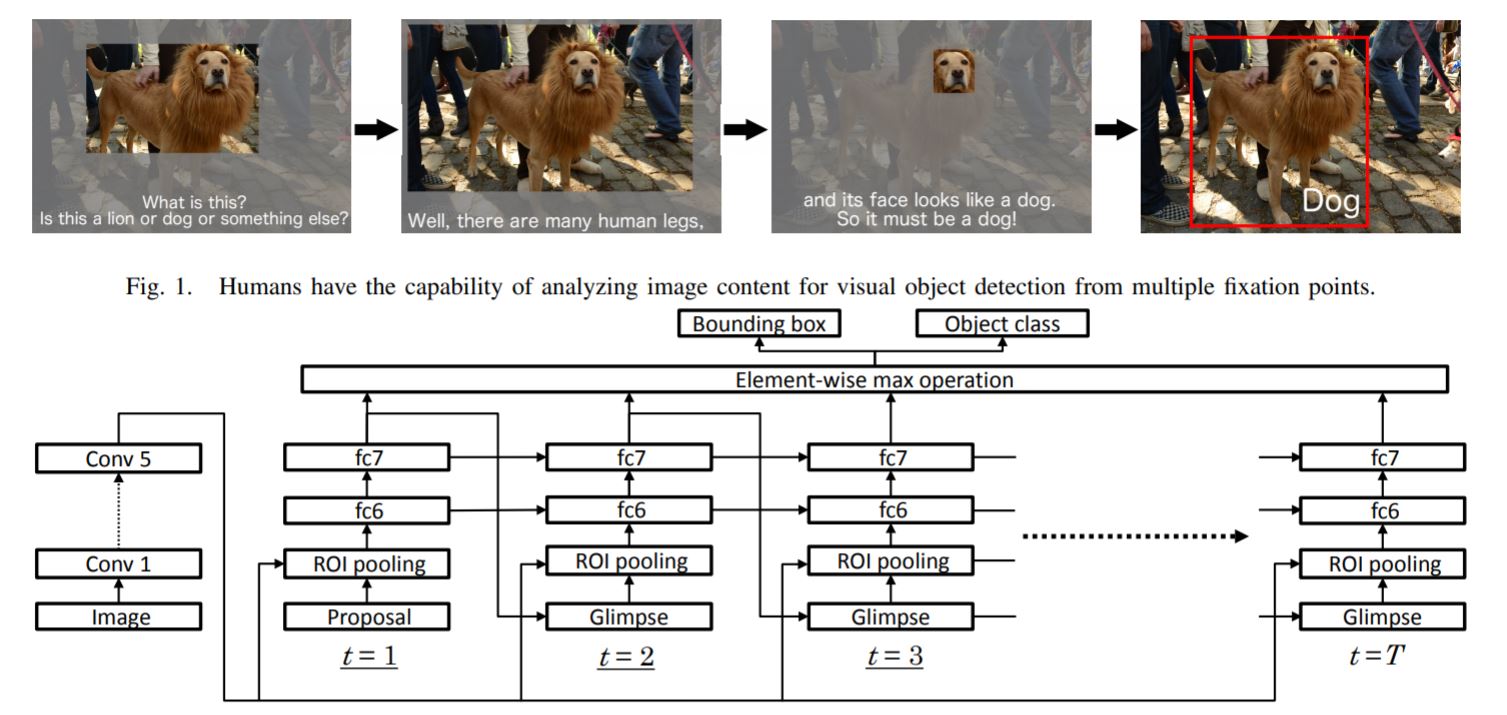 What is this?
Is this a lion or dog or something else?
Well, there are many human legs,
and its face looks like a dog.
So it must be a dog!
Dog
Fig. 1. Humans have the capability of analyzing image content for visual object detection from multiple fixation points.
Bounding box
Object class
Element-wise max operation
Conv 5
fc7
fc7
fc7
fc7
fc6
fc6
fc6
fc6
Conv 1
ROI pooling
ROI pooling
ROI pooling
ROI pooling
Image
Proposal
Glimpse
Glimpse
Glimpse
t = 1
t = 2
t = 3
t = T